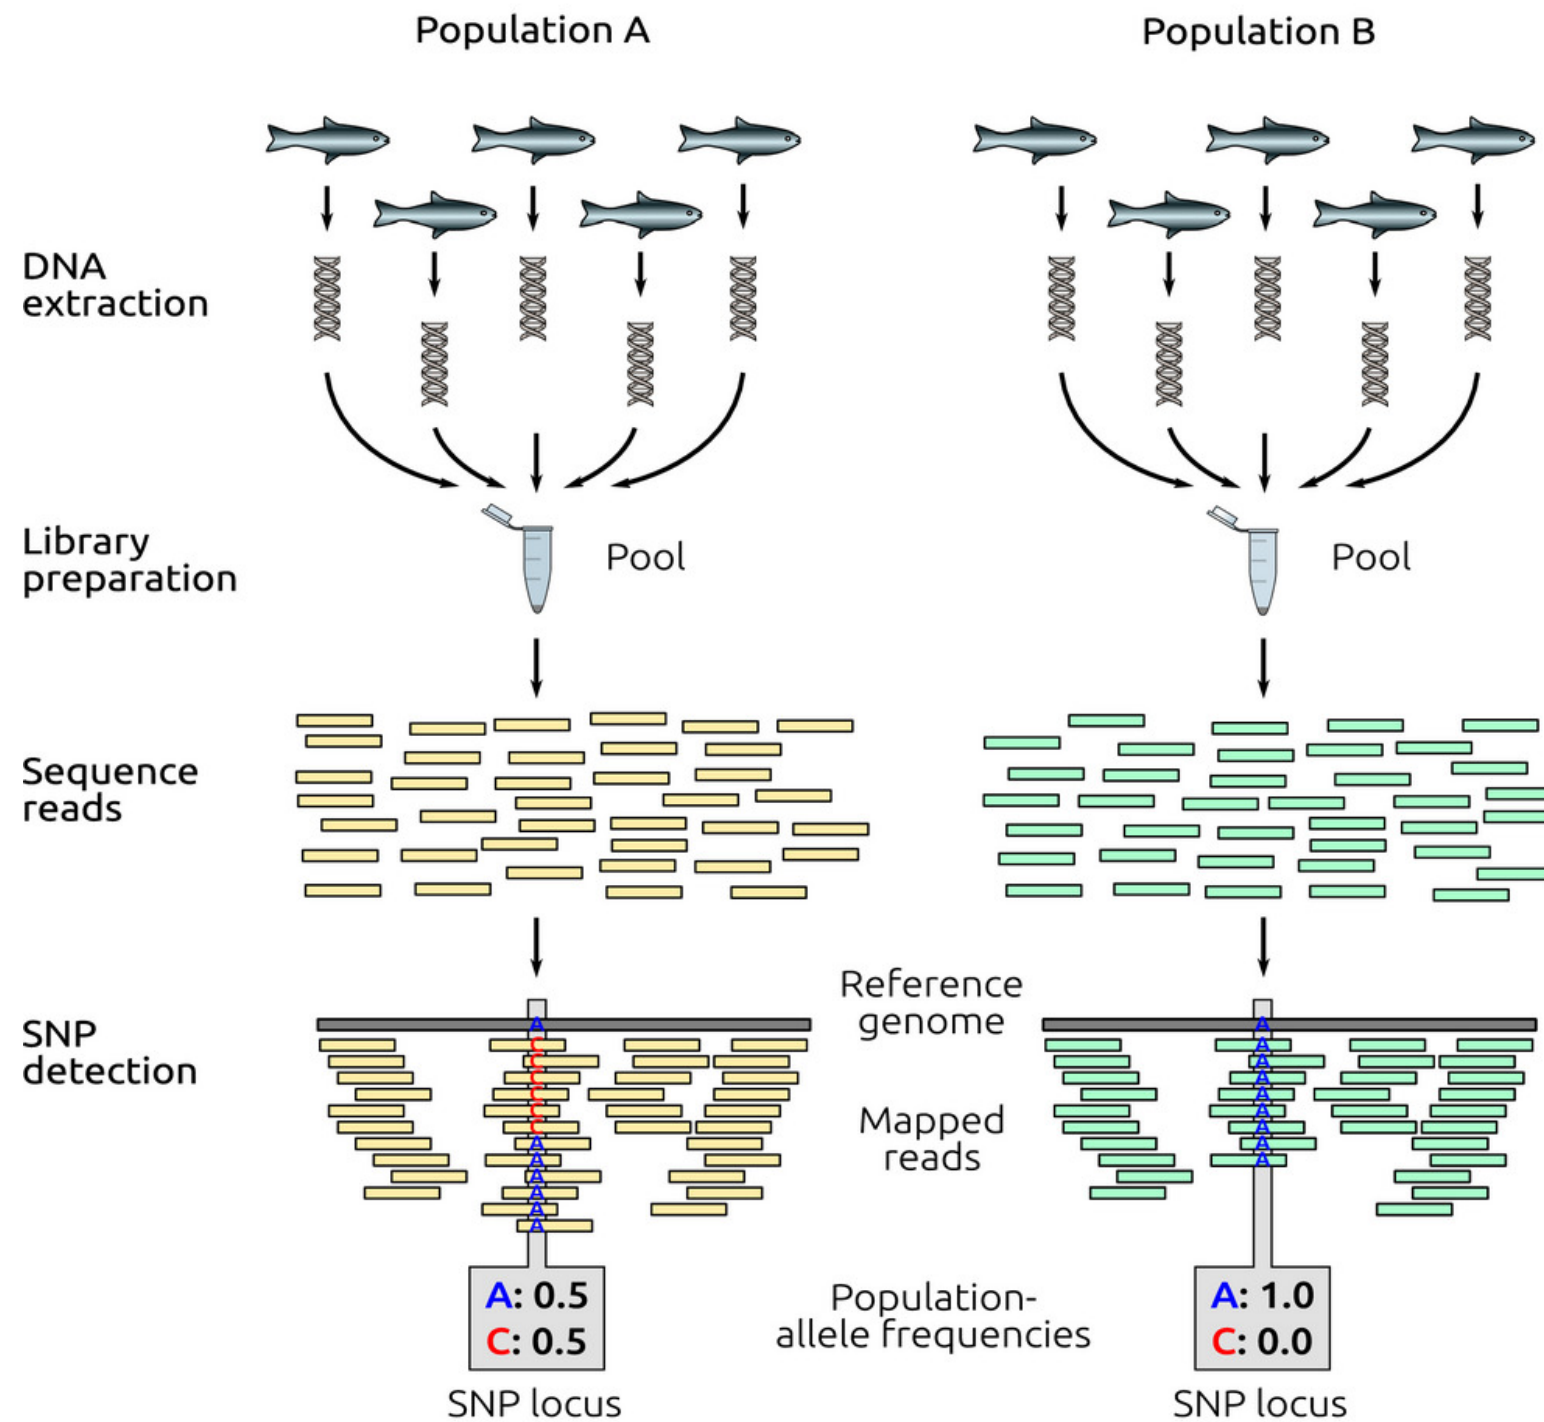 Population A
Population B
DNA
extraction
Library
preparation
Pool
Pool
Sequence
reads
SNP
detection
Reference
genome
A
A
C
A
C
A
C
A
C
A
C
A
C
A
A
A
A
A
A
A
A
A
Mapped
reads
A: 0.5
C: 0.5
Population-
allele frequencies
A: 1.0
C: 0.0
SNP locus
SNP locus